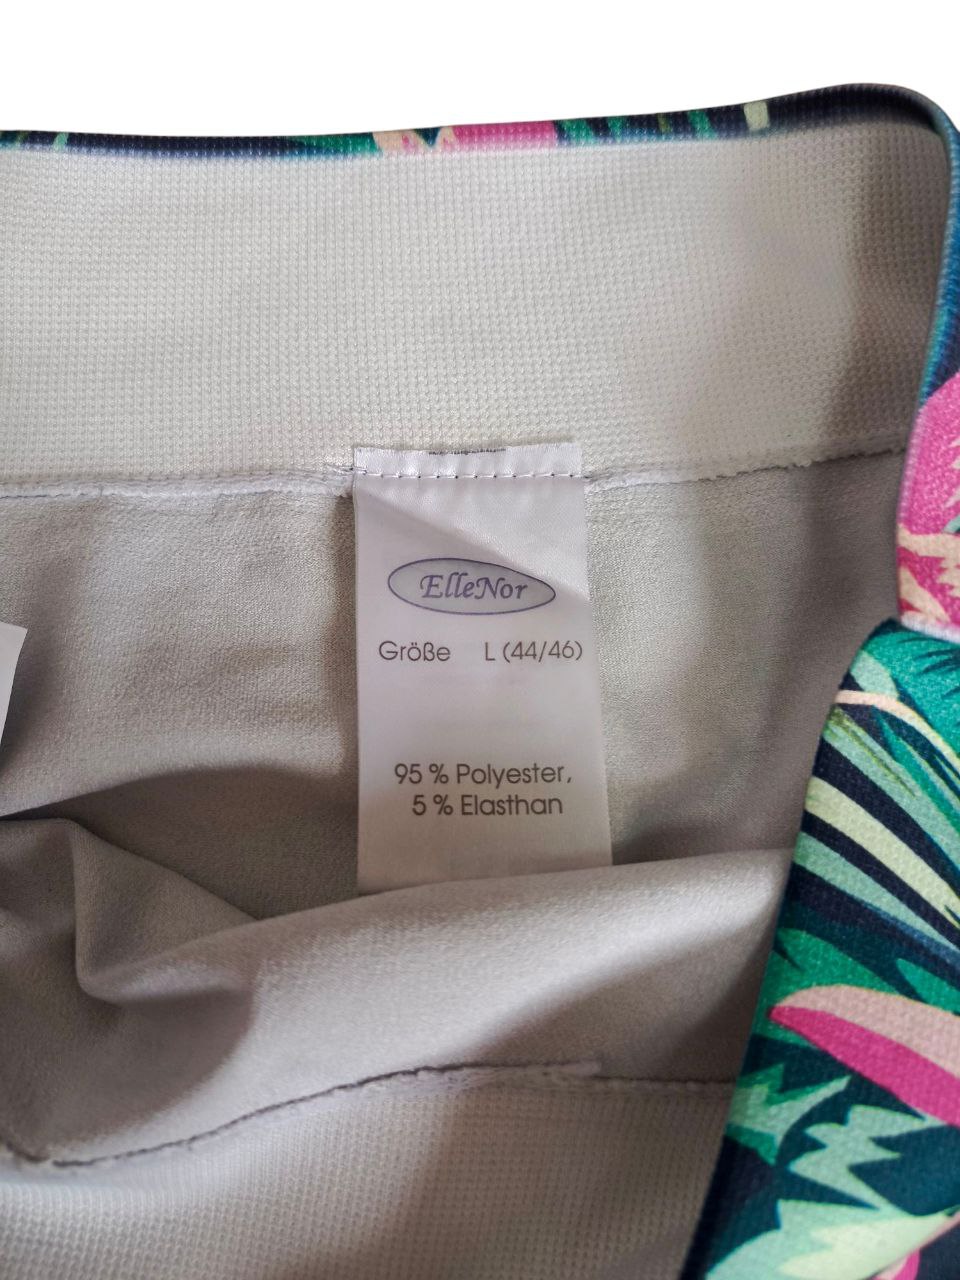 ElleNor
Größe L (44/46)
95 % Polyester,
5 % Elasthan